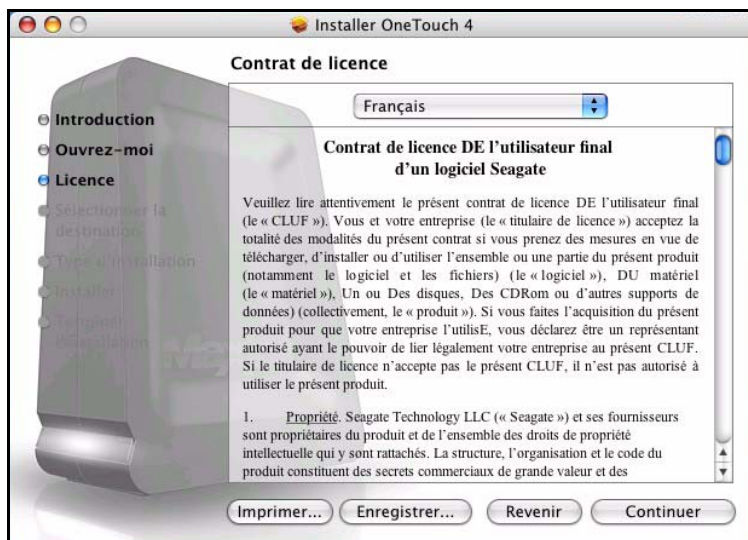 Installer OneTouch 4
Contrat de licence
Introduction
Ouvrez-moi
Licence
Sélectionner la
destination
Type d'installation
Installer
Terminer
l'installation
Français
Contrat de licence DE l'utilisateur final
d'un logiciel Seagate
Veuillez lire attentivement le présent contrat de licence DE l'utilisateur final
(le « CLUF »). Vous et votre entreprise (le « titulaire de licence ») acceptez la
totalité des modalités du présent contrat si vous prenez des mesures en vue de
télécharger, d'installer ou d'utiliser l'ensemble ou une partie du présent produit
(notamment le logiciel et les fichiers) (le « logiciel »), DU matériel
(le « matériel »), Un ou Des disques, Des CDRom ou d'autres supports de
données) (collectivement, le « produit »). Si vous faites l'acquisition du présent
produit pour que votre entreprise l'utilisE, vous déclarez être un représentant
autorisé ayant le pouvoir de lier légalement votre entreprise au présent CLUF.
Si le titulaire de licence n'accepte pas le présent CLUF, il n'est pas autorisé à
utiliser le présent produit.
1. Propriété. Seagate Technology LLC (« Seagate ») et ses fournisseurs
sont propriétaires du produit et de l'ensemble des droits de propriété
intellectuelle qui y sont rattachés. La structure, l'organisation et le code du
produit constituent des secrets commerciaux de grande valeur et des
Imprimer... Enregistrer... Revenir Continuer